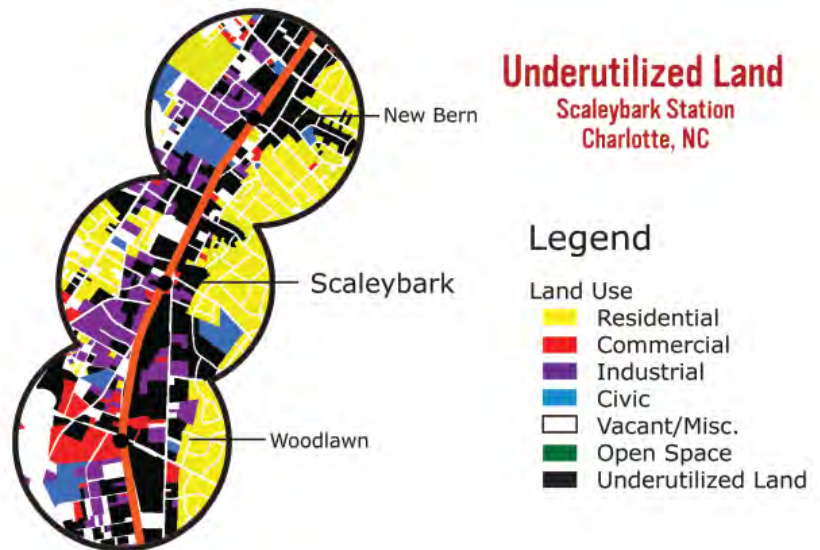 Underutilized Land
Scaleybark Station
Charlotte, NC
New Bern
Scaleybark
Woodlawn
Legend
Land Use
Residential
Commercial
Industrial
Civic
Vacant/Misc.
Open Space
Underutilized Land